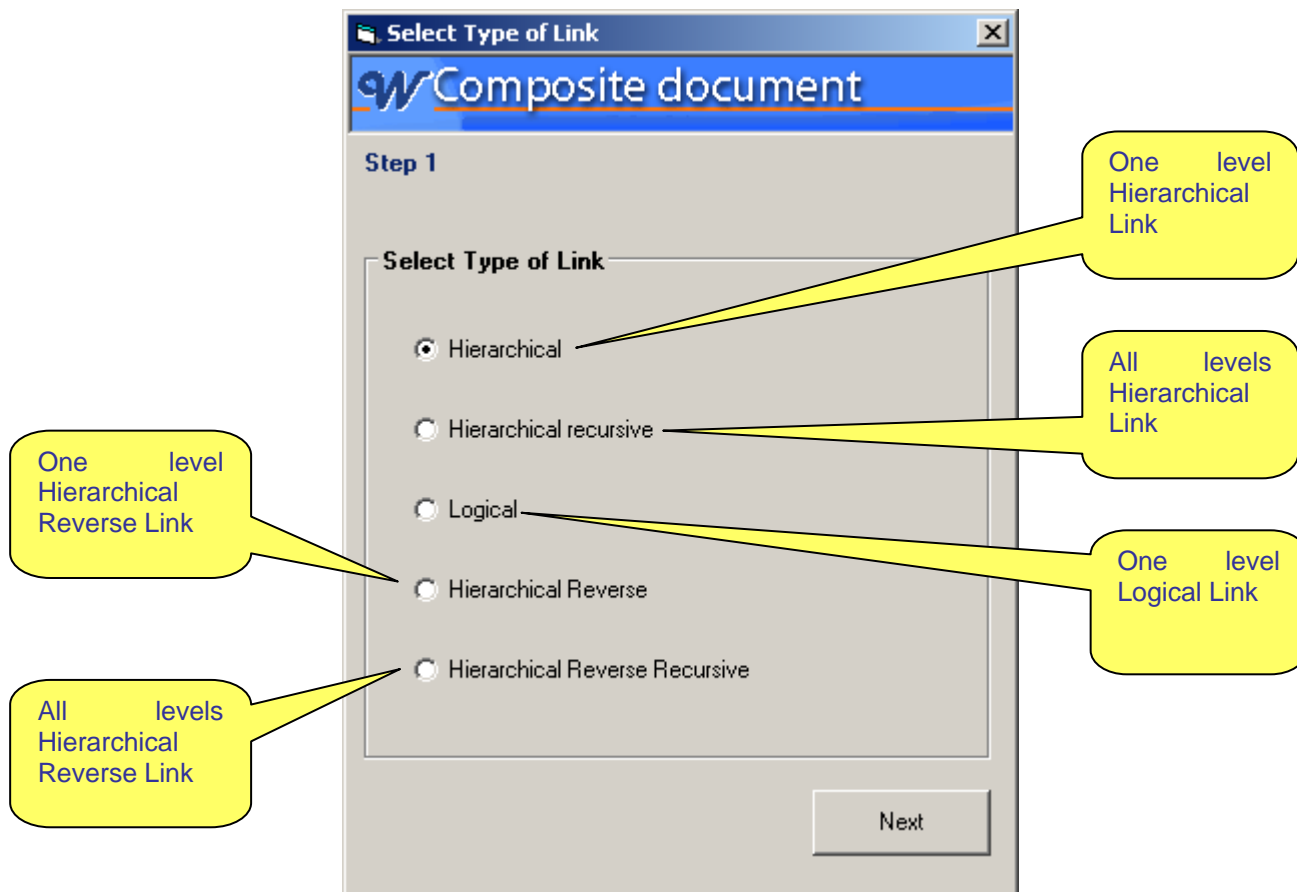 Select Type of Link
W Composite document
Step 1
One level
Hierarchical
Link
Select Type of Link
Hierarchical
All levels
Hierarchical
Link
Hierarchical recursive
One level
Hierarchical
Reverse Link
Logical
One level
Logical Link
Hierarchical Reverse
Hierarchical Reverse Recursive
All levels
Hierarchical
Reverse Link
Next